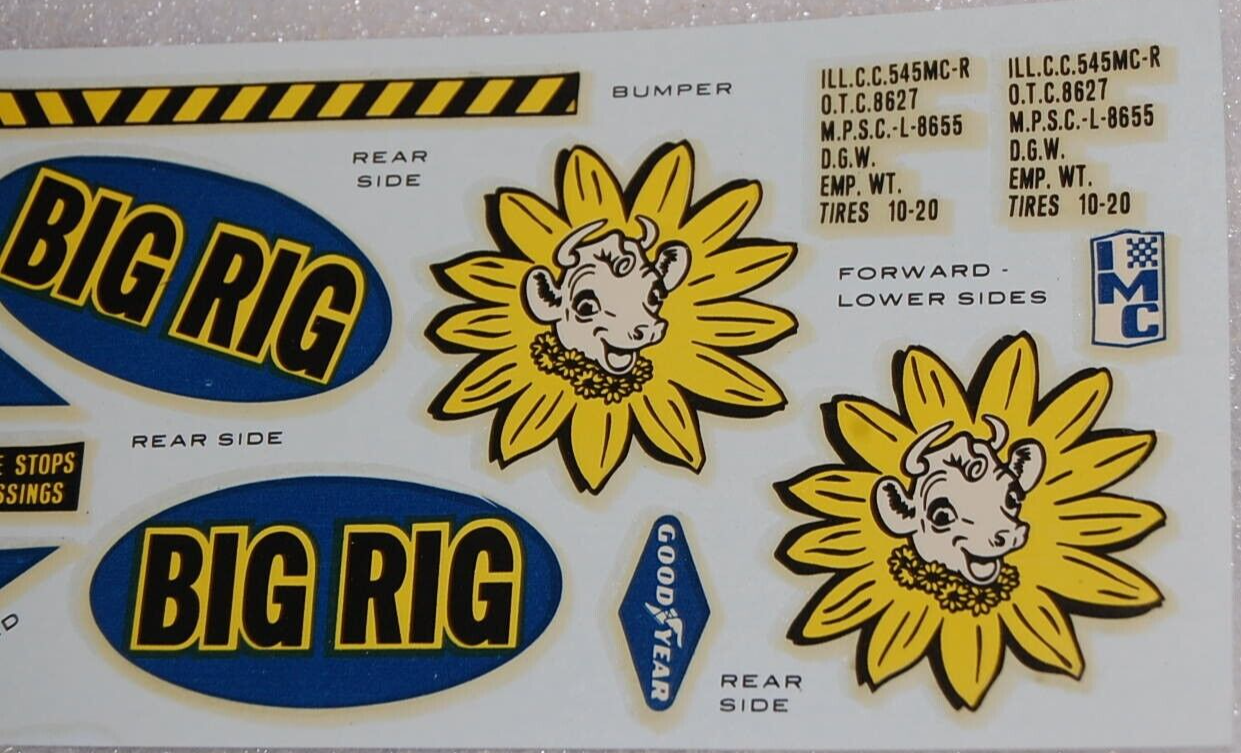 BUMPER
REAR
SIDE
BIG RIG
ILL.C.C.545MC-R
O.T.C.8627
M.P.S.C.-L-8655
D.G.W.
EMP. WT.
TIRES 10-20
ILL.C.C.545MC-R
O.T.C.8627
M.P.S.C.-L-8655
D.G.W.
EMP. WT.
TIRES 10-20
FORWARD -
LOWER SIDES
IMC
REAR SIDE
STOPS
BIG RIG
GOODYEAR
REAR
SIDE